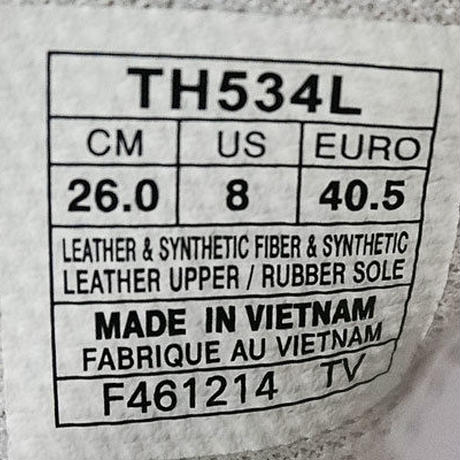 TH534L
CM US EURO
26.0 8 40.5
LEATHER & SYNTHETIC FIBER & SYNTHETIC
LEATHER UPPER / RUBBER SOLE
MADE IN VIETNAM
FABRIQUE AU VIETNAM
F461214 TV